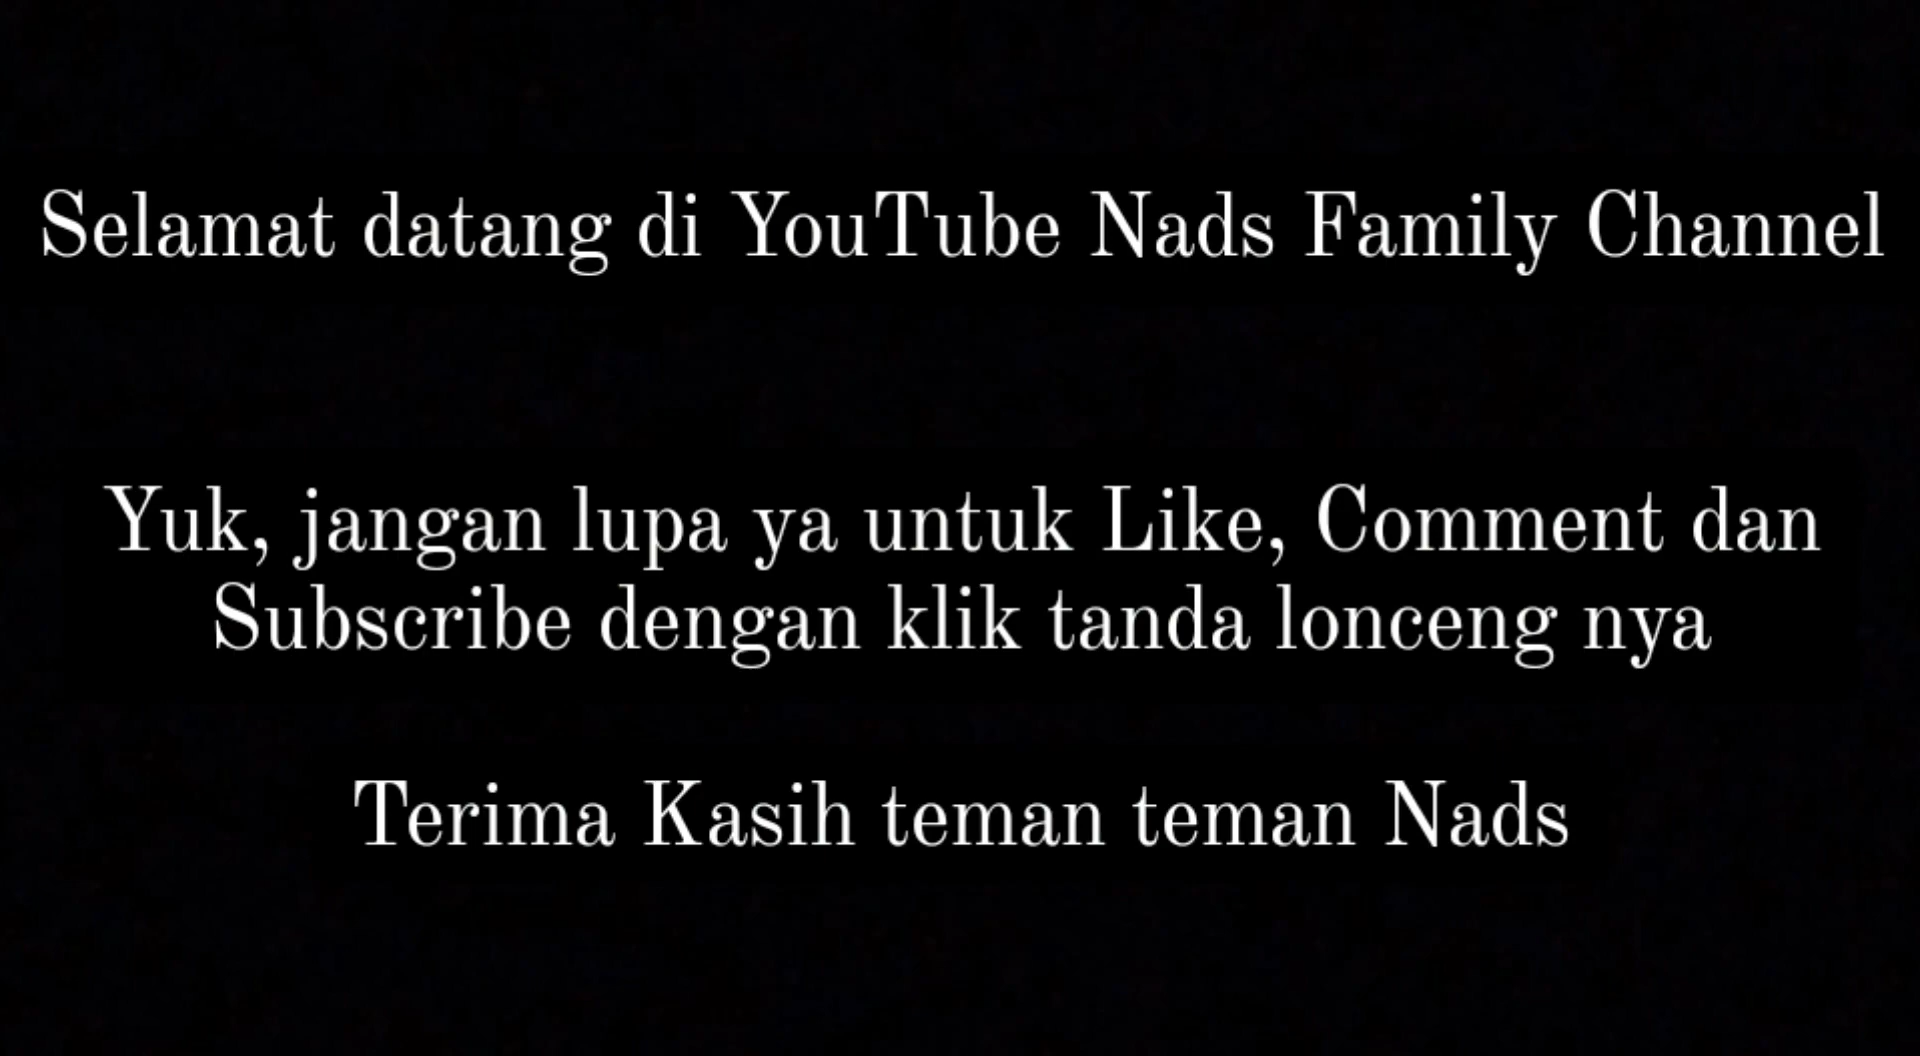 Selamat datang di YouTube Nads Family Channel
Yuk, jangan lupa ya untuk Like, Comment dan
Subscribe dengan klik tanda lonceng nya
Terima Kasih teman teman Nads